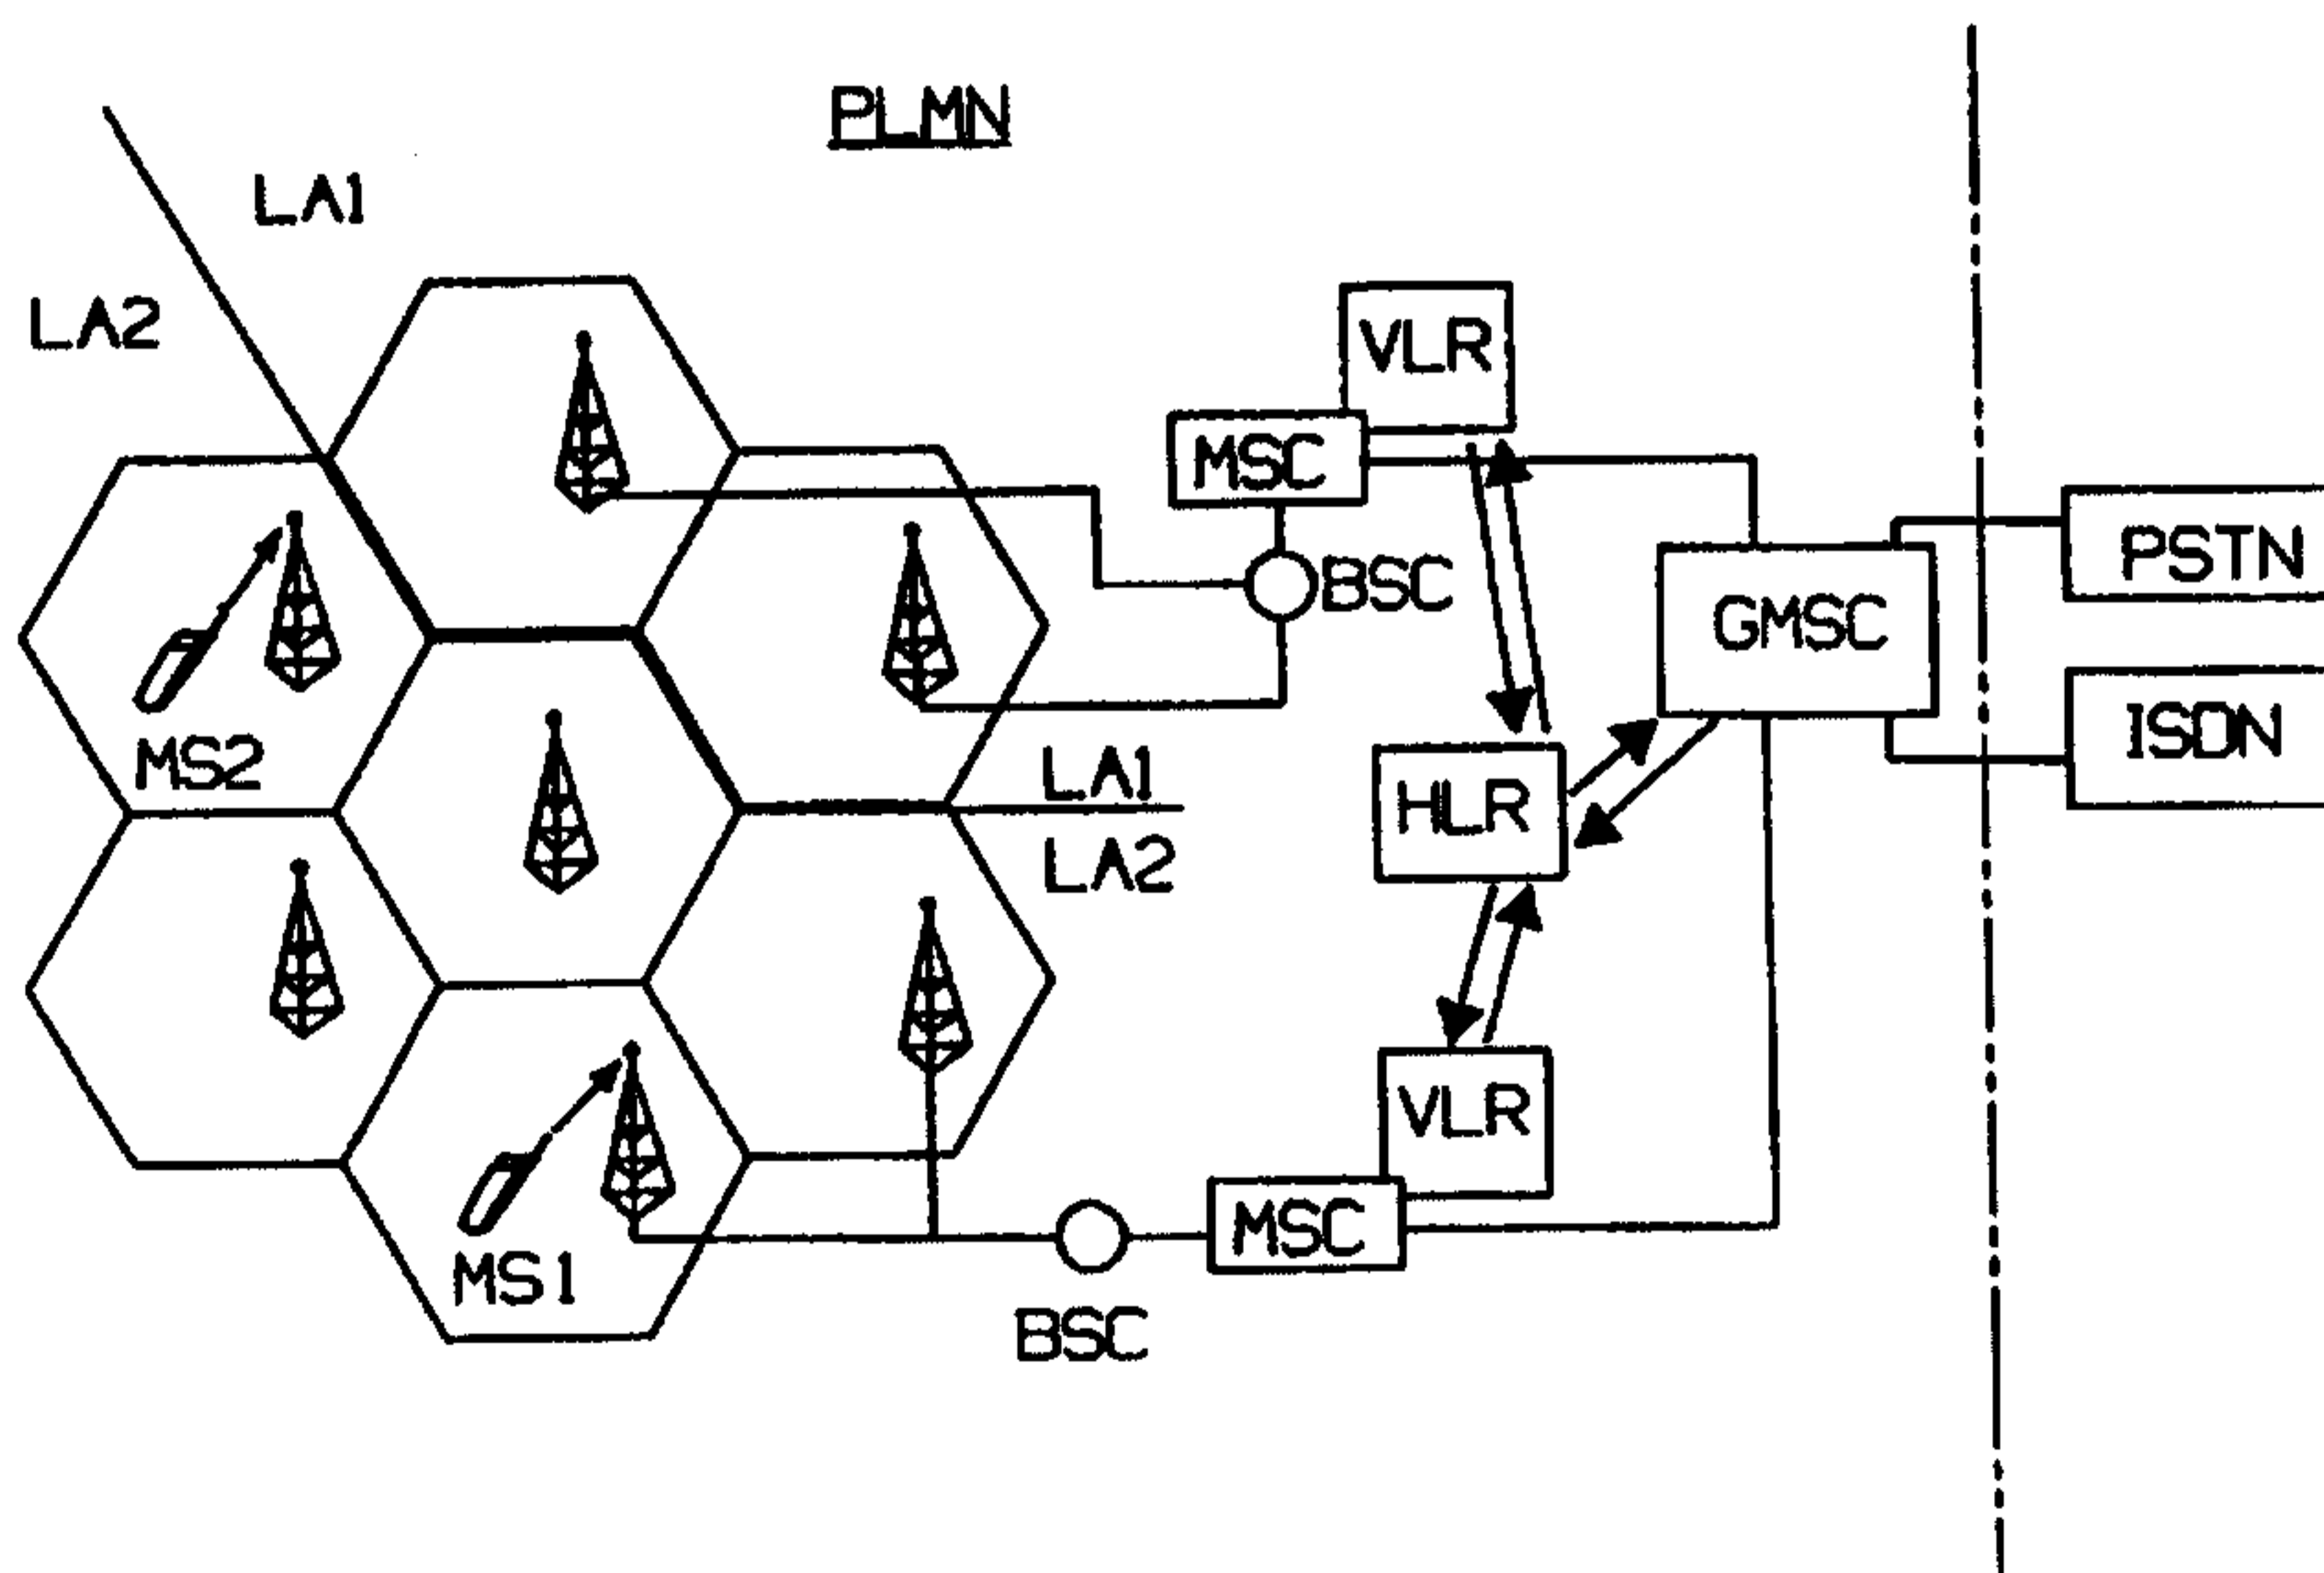 PLMN
LA1
LA2
VLR
MSC
BSC
PSTN
GMSC
ISDN
MS2
LA1
HLR
LA2
VLR
MSC
MS1
BSC